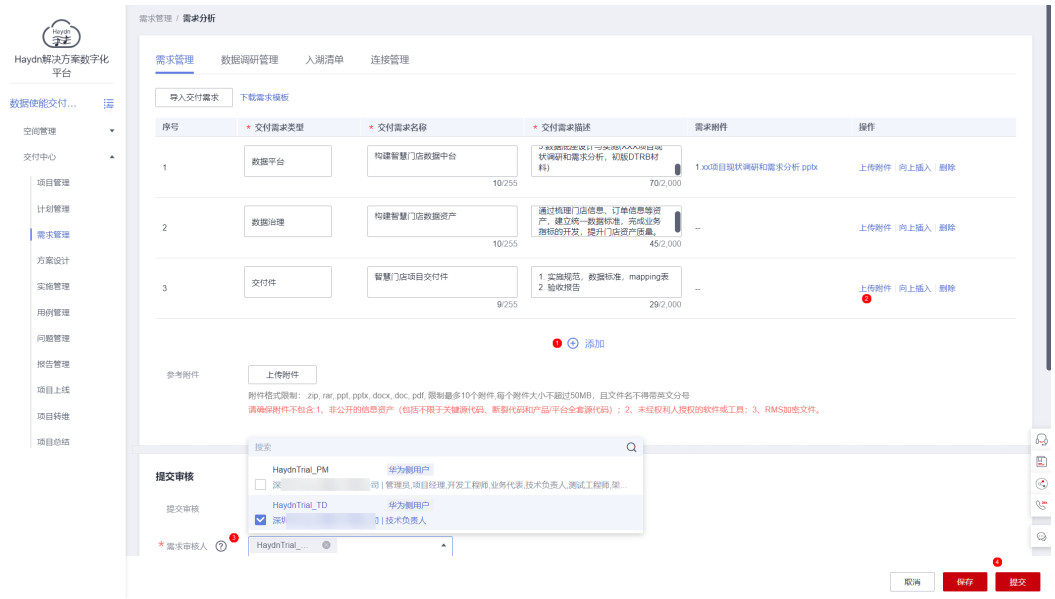 需求管理 / 需求分析
Haydn
Haydn解决方案数字化
平台
数据使能交付...
空间管理
交付中心
项目管理
计划管理
需求管理
方案设计
实施管理
用例管理
问题管理
报告管理
项目上线
项目转维
项目总结
需求管理 数据调研管理 入湖清单 连接管理
导入交付需求 下载需求模板
序号 * 交付需求类型 * 交付需求名称 * 交付需求描述 需求附件 操作
1 数据平台 构建智慧门店数据中台
状调研和需求分析，初版DTRB材
料)
10/255 70/2,000
1.xx项目现状调研和需求分析.pptx 上传附件 向上插入 删除
2 数据治理 构建智慧门店数据资产
通过梳理门店信息、订单信息等资
产，建立统一数据标准，完成业务
指标的开发，提升门店资产质量。
10/255 45/2,000
-- 上传附件 向上插入 删除
3 交付件 智慧门店项目交付件
1. 实施规范，数据标准，mapping表
2. 验收报告
9/255 29/2,000
-- 上传附件 向上插入 删除
2
1 添加
参考附件 上传附件
附件格式限制：.zip, rar, ppt, pptx, docx, doc, pdf, 限制最多10个附件,每个附件大小不超过50MB，且文件名不得带英文分号
请确保附件不包含:1、非公开的信息资产（包括不限于关键源代码、断裂代码和产品/平台全套源代码）；2、未经权利人授权的软件或工具；3、RMS加密文件。
搜索
HaydnTrial_PM 华为侧用户
深 司 | 管理员,项目经理,开发工程师,业务代表,技术负责人,测试工程师,架...
HaydnTrial_TD 华为侧用户
深圳 司 | 技术负责人
提交审核
提交审核
* 需求审核人 ? 3 HaydnTrial_...
4
取消 保存 提交